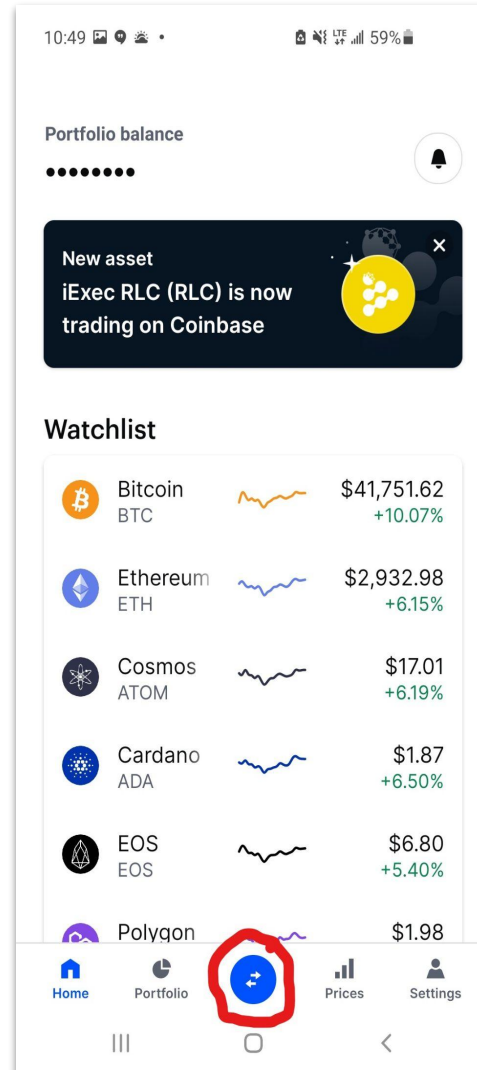 10:49 LTE 59%
Portfolio balance
New asset
iExec RLC (RLC) is now
trading on Coinbase
Watchlist
Bitcoin $41,751.62
BTC +10.07%
Ethereum $2,932.98
ETH +6.15%
Cosmos $17.01
ATOM +6.19%
Cardano $1.87
ADA +6.50%
EOS $6.80
EOS +5.40%
Polygon $1.98
Home Portfolio Prices Settings